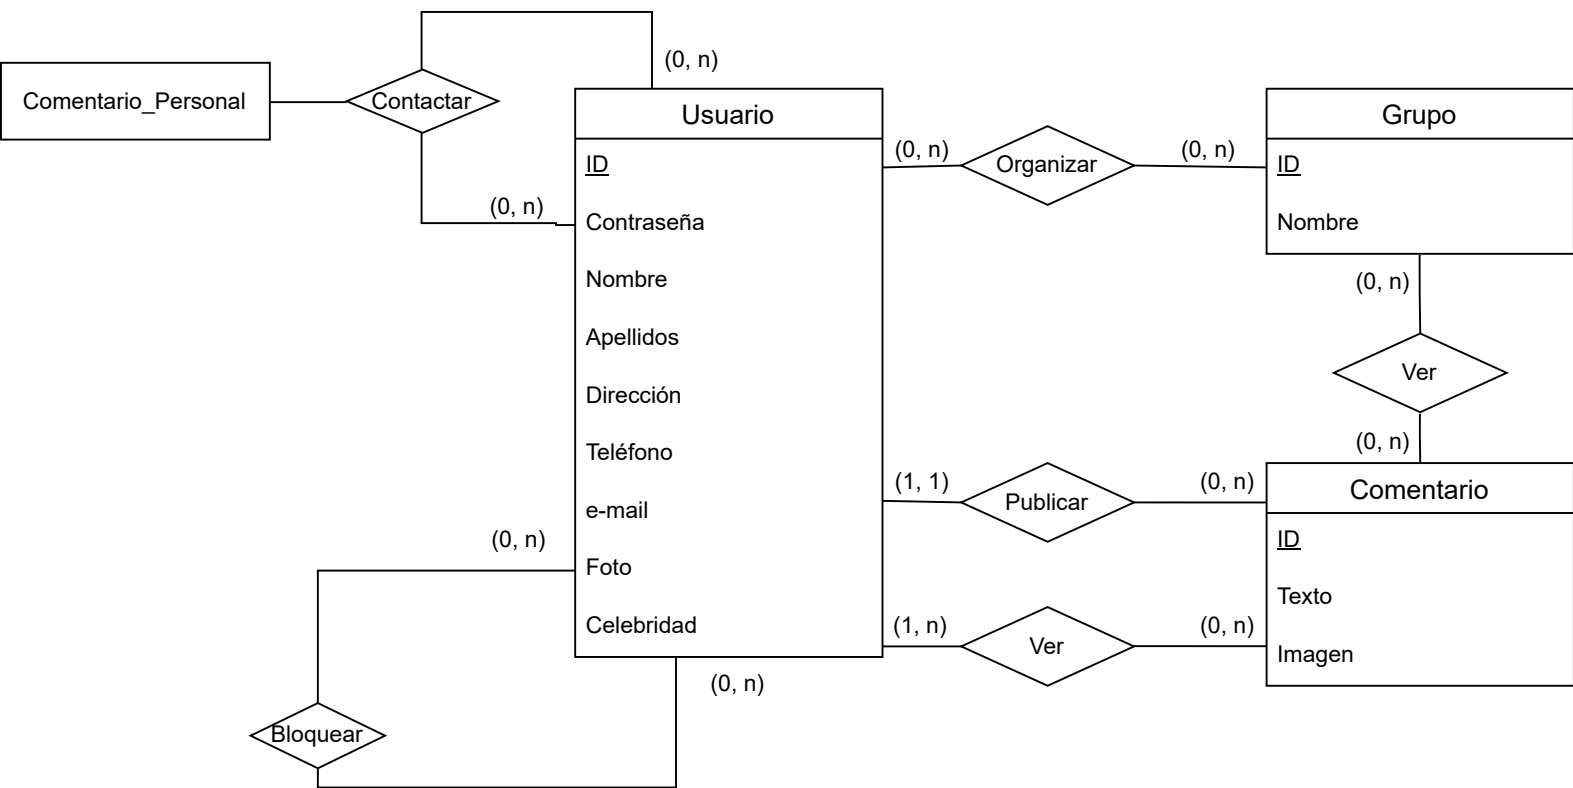 (0, n)
Comentario_Personal
Contactar
Usuario
Grupo
(0, n)
Organizar
(0, n)
ID
ID
(0, n)
Contraseña
Nombre
Nombre
(0, n)
Apellidos
Ver
Dirección
(0, n)
Teléfono
(1, 1)
Publicar
(0, n)
Comentario
e-mail
(0, n)
ID
Foto
Texto
Celebridad
(1, n)
Ver
(0, n)
Imagen
(0, n)
Bloquear